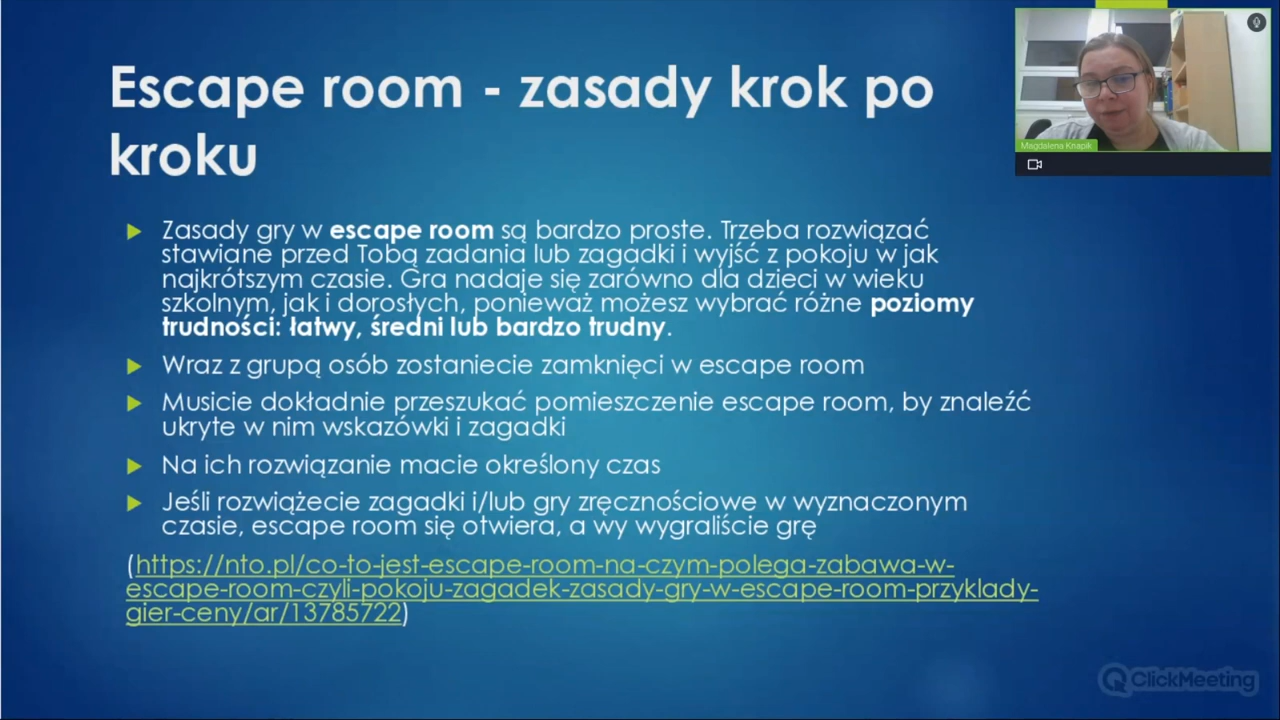 Escape room - zasady krok po
kroku
Magdalena Knapik
Zasady gry w escape room są bardzo proste. Trzeba rozwiązać
stawiane przed Tobą zadania lub zagadki i wyjść z pokoju w jak
najkrótszym czasie. Gra nadaje się zarówno dla dzieci w wieku
szkolnym, jak i dorosłych, ponieważ możesz wybrać różne poziomy
trudności: łatwy, średni lub bardzo trudny.
Wraz z grupą osób zostaniecie zamknięci w escape room
Musicie dokładnie przeszukać pomieszczenie escape room, by znaleźć
ukryte w nim wskazówki i zagadki
Na ich rozwiązanie macie określony czas
Jeśli rozwiążecie zagadki i/lub gry zręcznościowe w wyznaczonym
czasie, escape room się otwiera, a wy wygraliście grę
(https://nto.pl/co-to-jest-escape-room-na-czym-polega-zabawa-w-
escape-room-czyli-pokoju-zagadek-zasady-gry-w-escape-room-przyklady-
gier-ceny/ar/13785722)
ClickMeeting